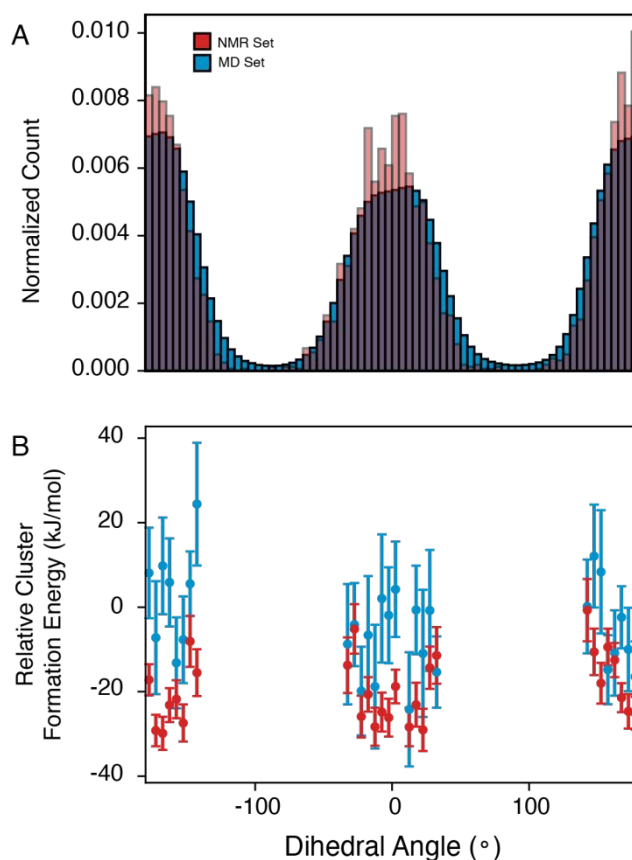 A
NMR Set
MD Set
Normalized Count
0.010
0.008
0.006
0.004
0.002
0.000
B
Relative Cluster
Formation Energy (kJ/mol)
40
20
0
-20
-40
-100
0
100
Dihedral Angle (°)